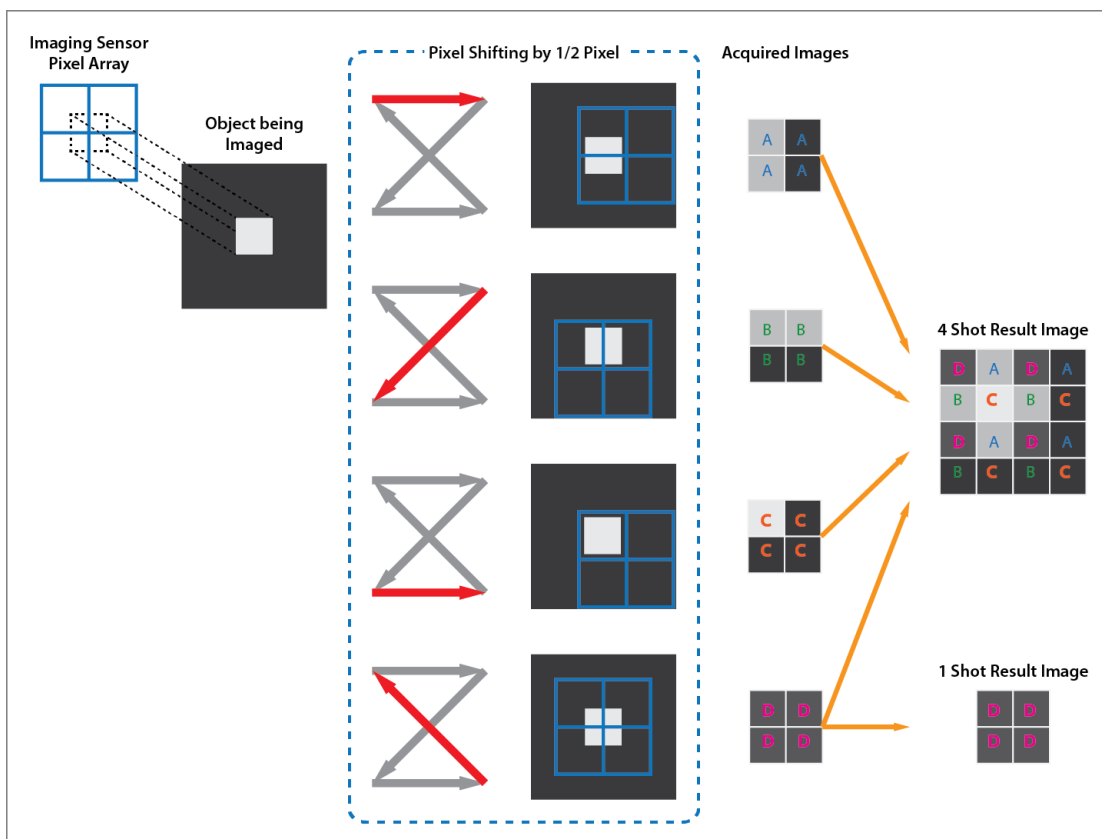 Imaging Sensor
Pixel Array
Object being
Imaged
Pixel Shifting by 1/2 Pixel
Acquired Images
A A
A A
B B
B B
C C
C C
D D
D D
4 Shot Result Image
D A D A
B C B C
D A D A
B C B C
1 Shot Result Image
D D
D D